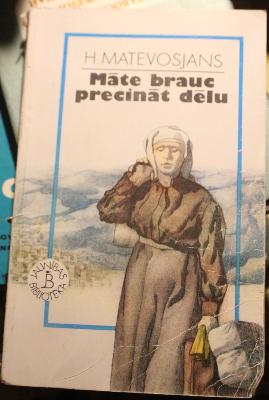 H. MATEVOSJANS
Māte brauc
precināt dēlu
JAUNĪBAS
BIBLIOTĒKA